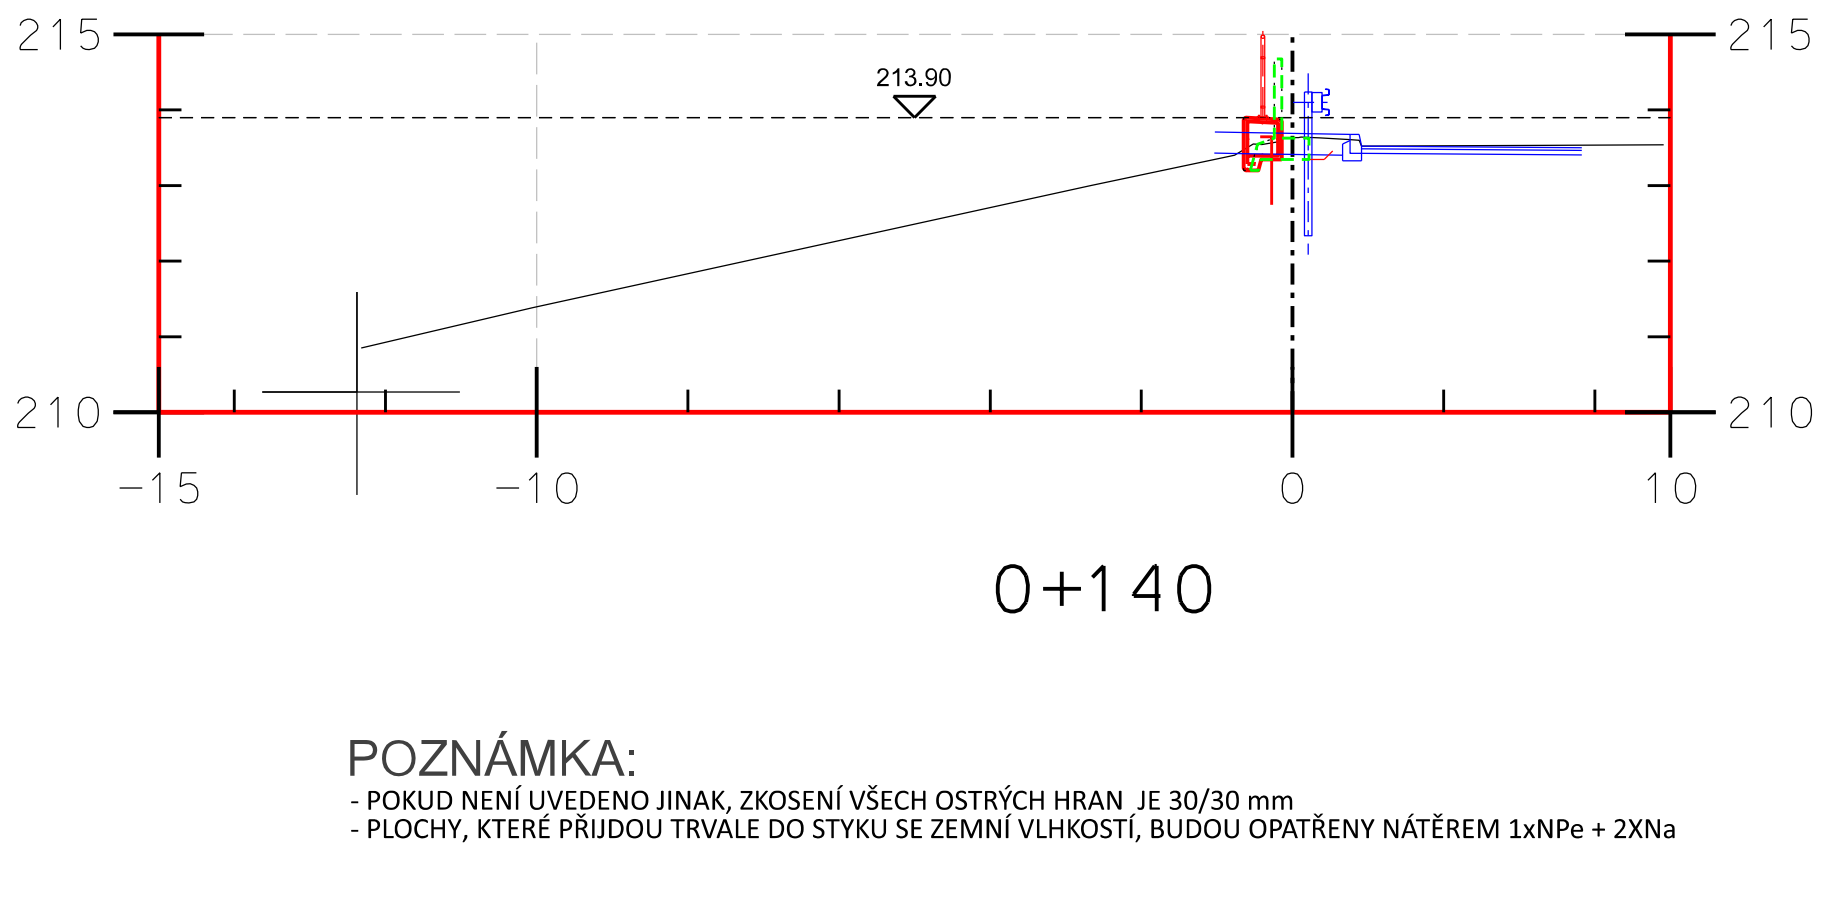 215 215
213.90
210 210
-15 -10 0 10
0+140
POZNÁMKA:
- POKUD NENÍ UVEDENO JINAK, ZKOSENÍ VŠECH OSTRÝCH HRAN JE 30/30 mm
- PLOCHY, KTERÉ PŘIJDOU TRVALE DO STYKU SE ZEMNÍ VLHKOSTÍ, BUDOU OPATŘENY NÁTĚREM 1xNPe + 2XNa